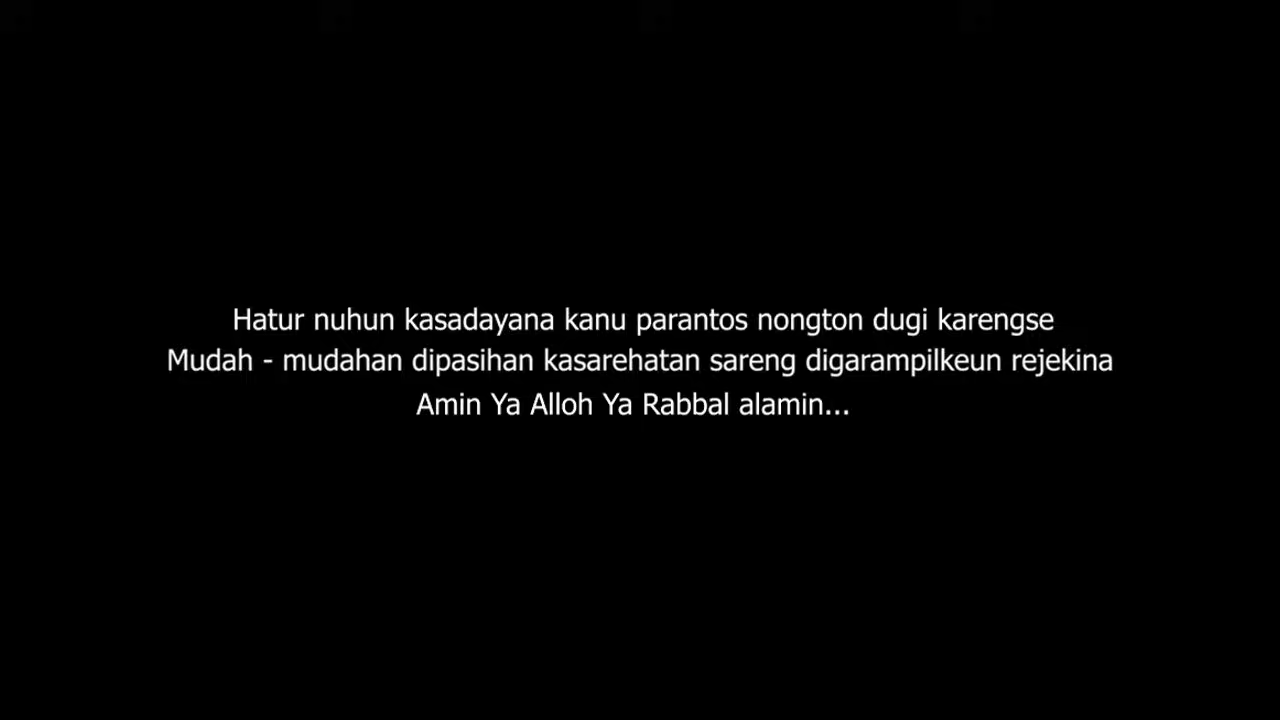 Hatur nuhun kasadayana kanu parantos nongton dugi karengse
Mudah - mudahan dipasihan kasarehatan sareng digarampilkeun rejekina
Amin Ya Alloh Ya Rabbal alamin...